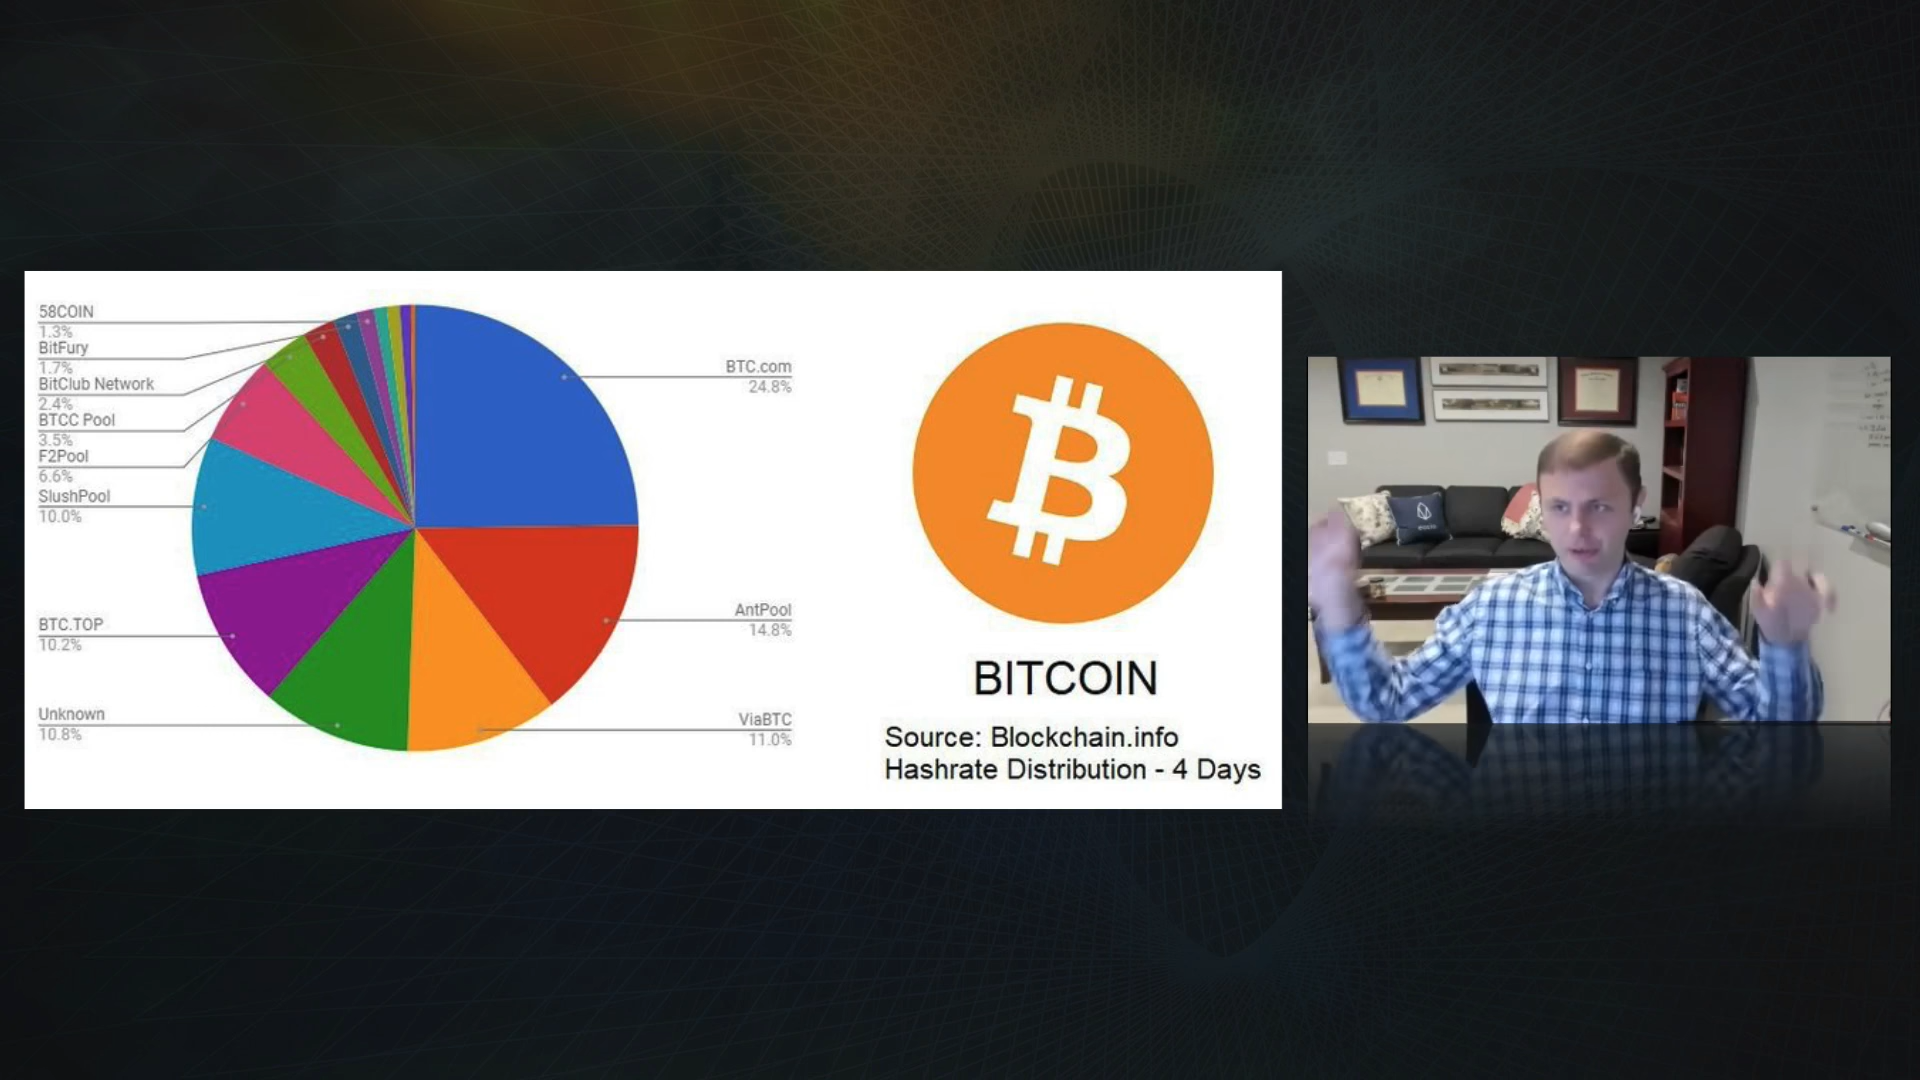 58COIN
1.3%
BitFury
1.7%
BitClub Network
2.4%
BTCC Pool
3.5%
F2Pool
6.6%
SlushPool
10.0%
BTC.TOP
10.2%
Unknown
10.8%
BTC.com
24.8%
AntPool
14.8%
ViaBTC
11.0%
BITCOIN
Source: Blockchain.info
Hashrate Distribution - 4 Days